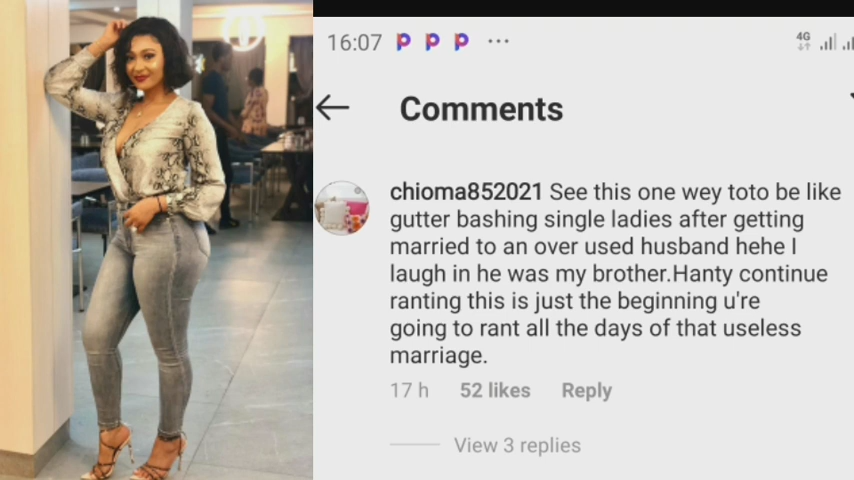 16:07 P P P ...
4G
Comments
chioma852021 See this one wey toto be like
gutter bashing single ladies after getting
married to an over used husband hehe I
laugh in he was my brother.Hanty continue
ranting this is just the beginning u're
going to rant all the days of that useless
marriage.
17 h 52 likes Reply
View 3 replies